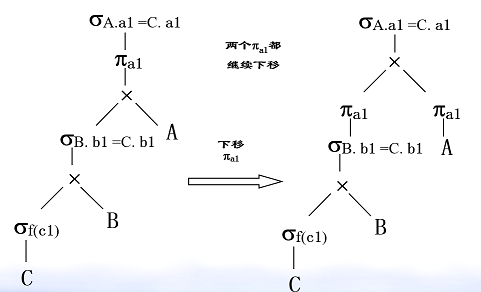 σA.a1 =C. a1
πa1
×
σB. b1 =C. b1
A
×
σf(c1)
B
C
两个πa1都
继续下移
下移
πa1
σA.a1 =C. a1
×
πa1
πa1
σB. b1 =C. b1
A
×
σf(c1)
B
C